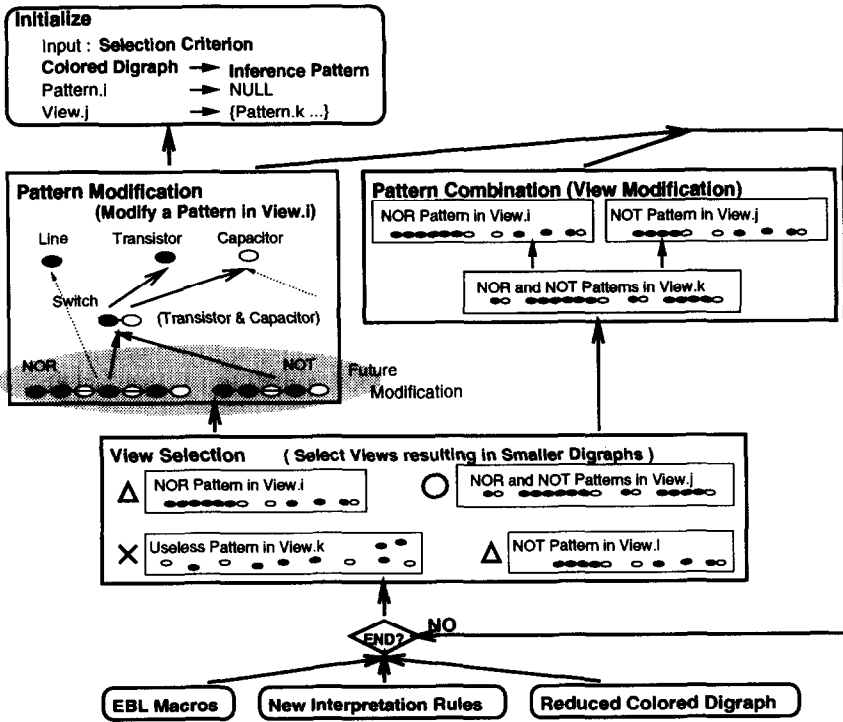 Initialize
Input : Selection Criterion
Colored Digraph Inference Pattern
Pattern.i NULL
View.j {Pattern.k ...}
Pattern Modification
(Modify a Pattern in View.i)
Line Transistor Capacitor
Switch
(Transistor & Capacitor)
NOR NOT Future
Modification
Pattern Combination (View Modification)
NOR Pattern in View.i NOT Pattern in View.j
NOR and NOT Patterns in View.k
View Selection ( Select Views resulting in Smaller Digraphs )
NOR Pattern in View.i NOR and NOT Patterns in View.j
Useless Pattern in View.k NOT Pattern in View.l
END? NO
EBL Macros New Interpretation Rules Reduced Colored Digraph